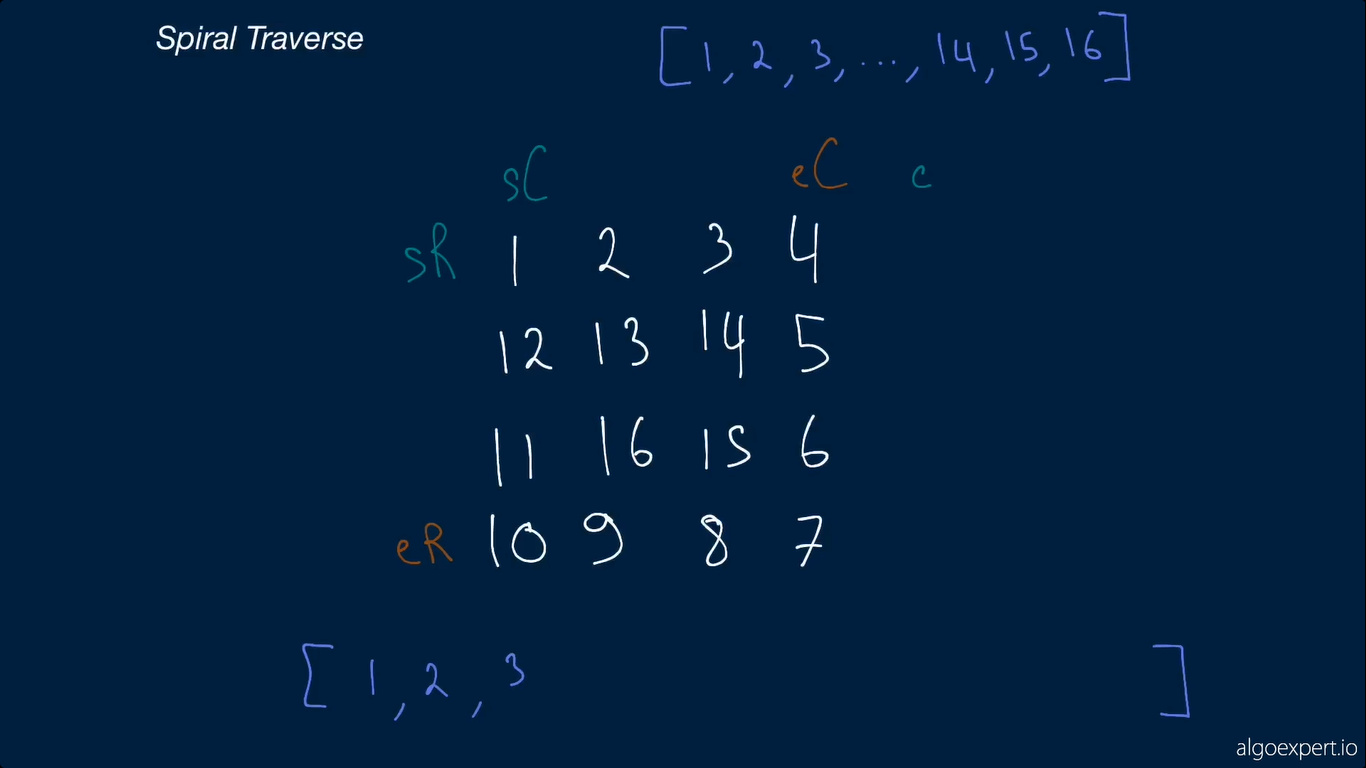 Spiral Traverse
[1, 2, 3, ..., 14, 15, 16]
sC eC c
sR 1 2 3 4
12 13 14 5
11 16 15 6
eR 10 9 8 7
[1, 2, 3 ]
algoexpert.io